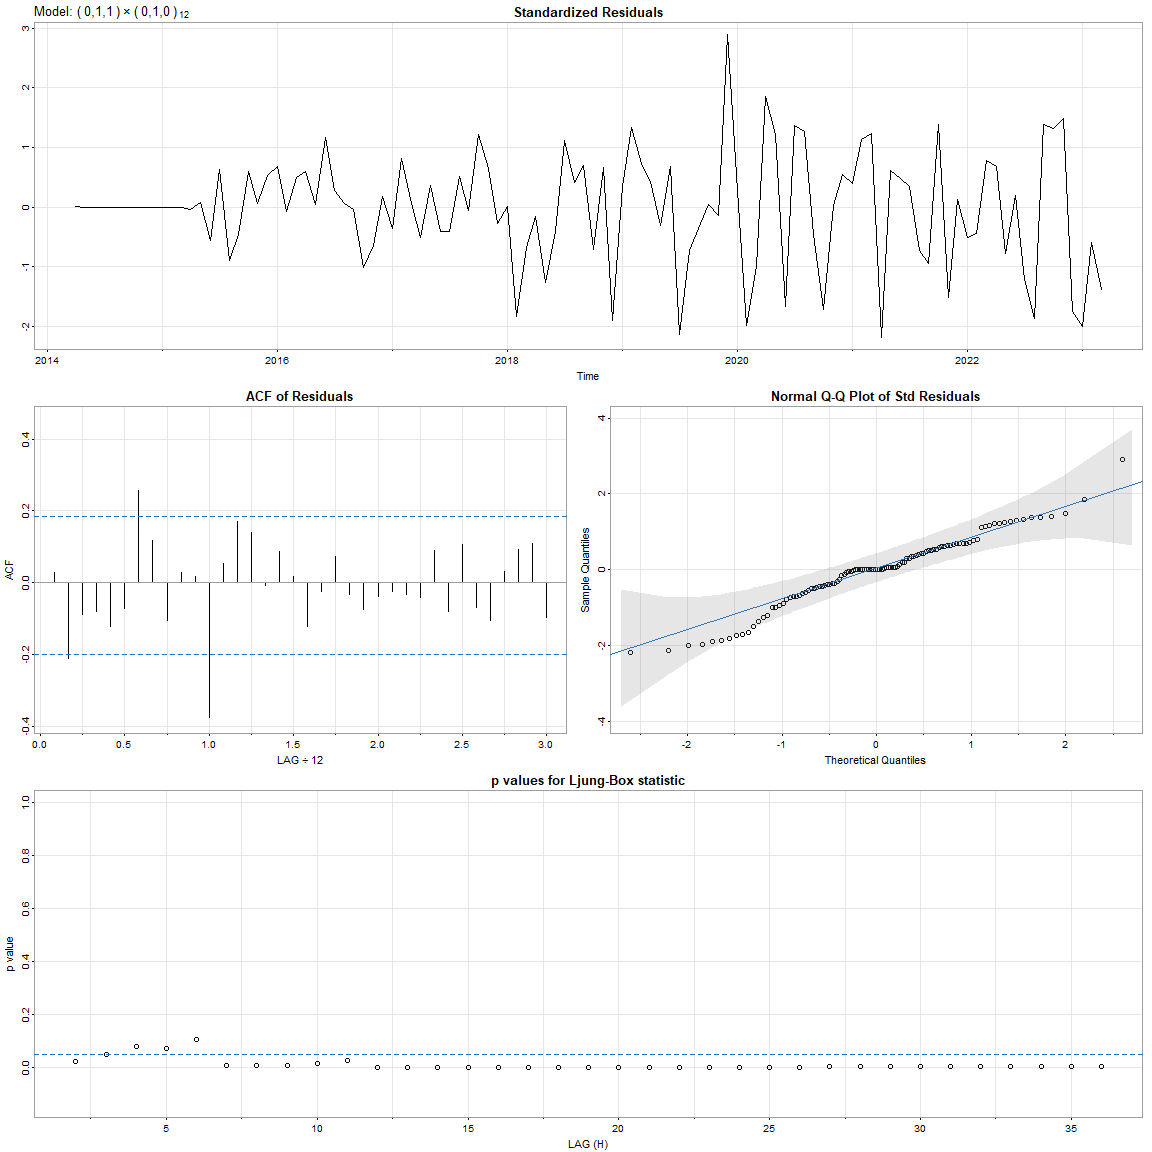 Model: ( 0,1,1 ) × ( 0,1,0 ) 12
Standardized Residuals
3
2
1
0
-1
-2
2014 2016 2018 2020 2022
Time
ACF of Residuals
0.4
0.2
0.0
-0.2
-0.4
ACF
0.0 0.5 1.0 1.5 2.0 2.5 3.0
LAG ÷ 12
Normal Q-Q Plot of Std Residuals
4
2
0
-2
-4
Sample Quantiles
-2 -1 0 1 2
Theoretical Quantiles
p values for Ljung-Box statistic
1.0
0.8
0.6
0.4
0.2
0.0
p value
5 10 15 20 25 30 35
LAG (H)